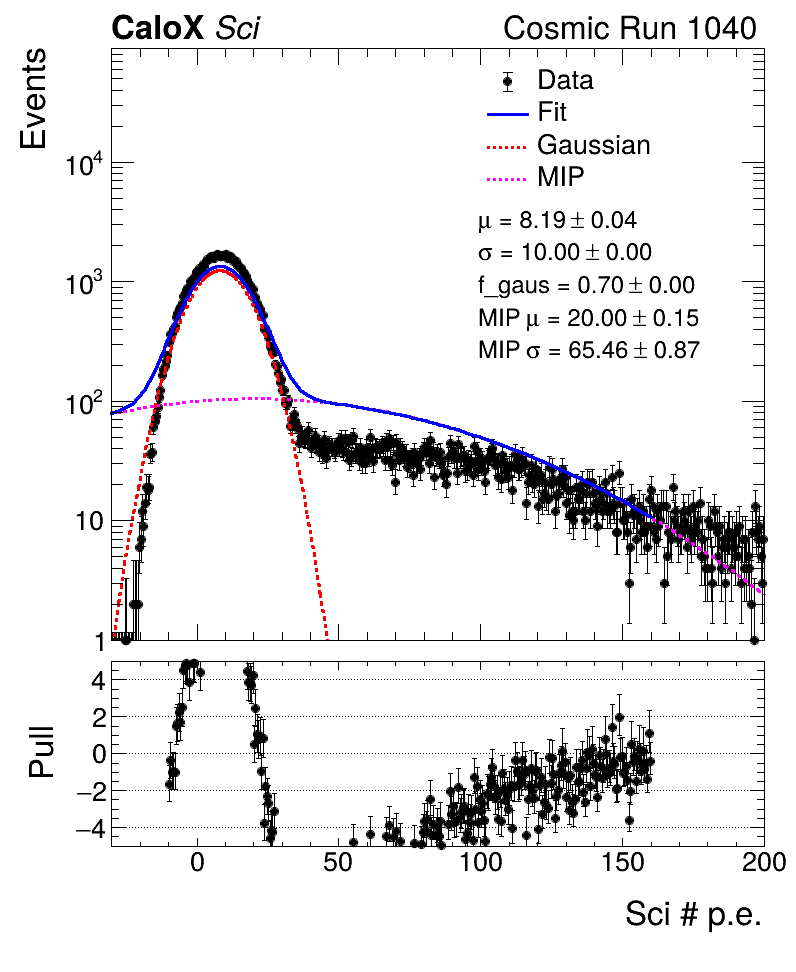 CaloX Sci Cosmic Run 1040
Events
Data
Fit
Gaussian
MIP
μ = 8.19 ± 0.04
σ = 10.00 ± 0.00
f_gaus = 0.70 ± 0.00
MIP μ = 20.00 ± 0.15
MIP σ = 65.46 ± 0.87
10⁴
10³
10²
10
1
Pull
4
2
0
−2
−4
0 50 100 150 200
Sci # p.e.